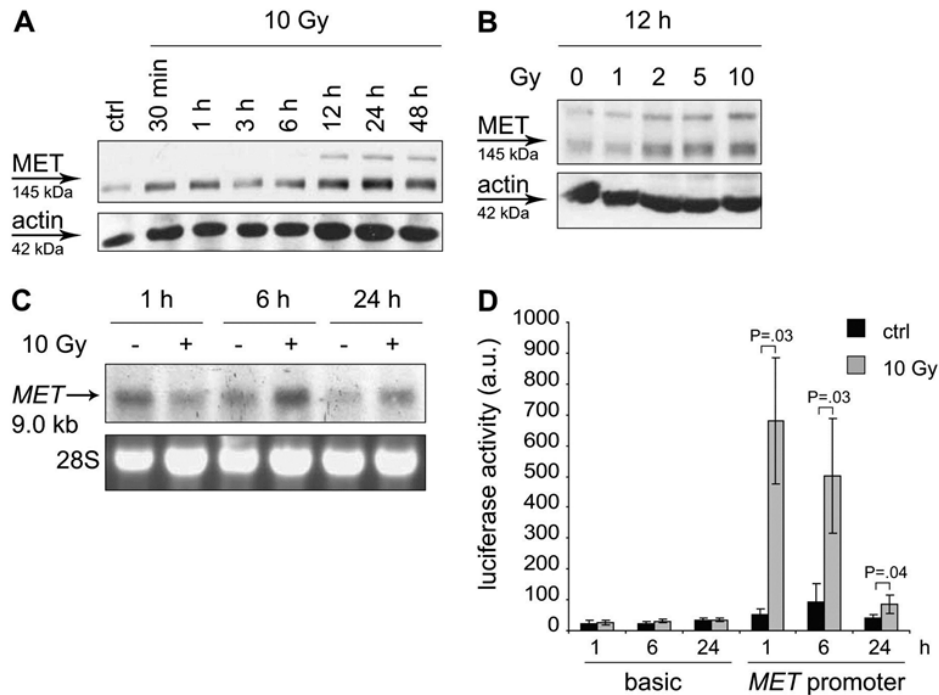 A
10 Gy
ctrl
30 min
1 h
3 h
6 h
12 h
24 h
48 h
MET
145 kDa
actin
42 kDa
B
12 h
Gy 0 1 2 5 10
MET
145 kDa
actin
42 kDa
C
1 h 6 h 24 h
10 Gy - + - + - +
MET
9.0 kb
28S
D
1000
900
800
700
600
500
400
300
200
100
0
luciferase activity (a.u.)
ctrl
10 Gy
P=.03
P=.03
P=.04
1 6 24 1 6 24 h
basic MET promoter